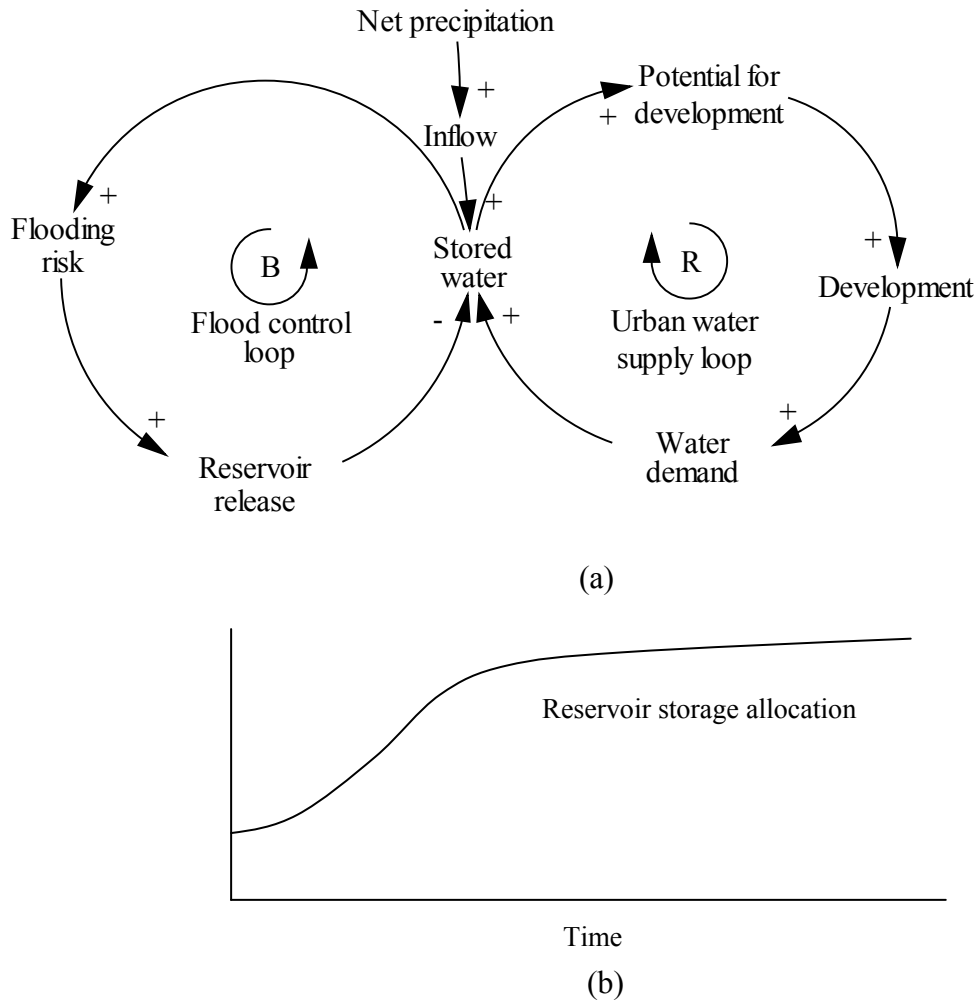 Net precipitation
+
Inflow
+
Potential for
development
+
+
Flooding
risk
+
B
Flood control
loop
Stored
water
-
+
R
Urban water
supply loop
+
Development
+
Reservoir
release
Water
demand
+
(a)
Reservoir storage allocation
Time
(b)